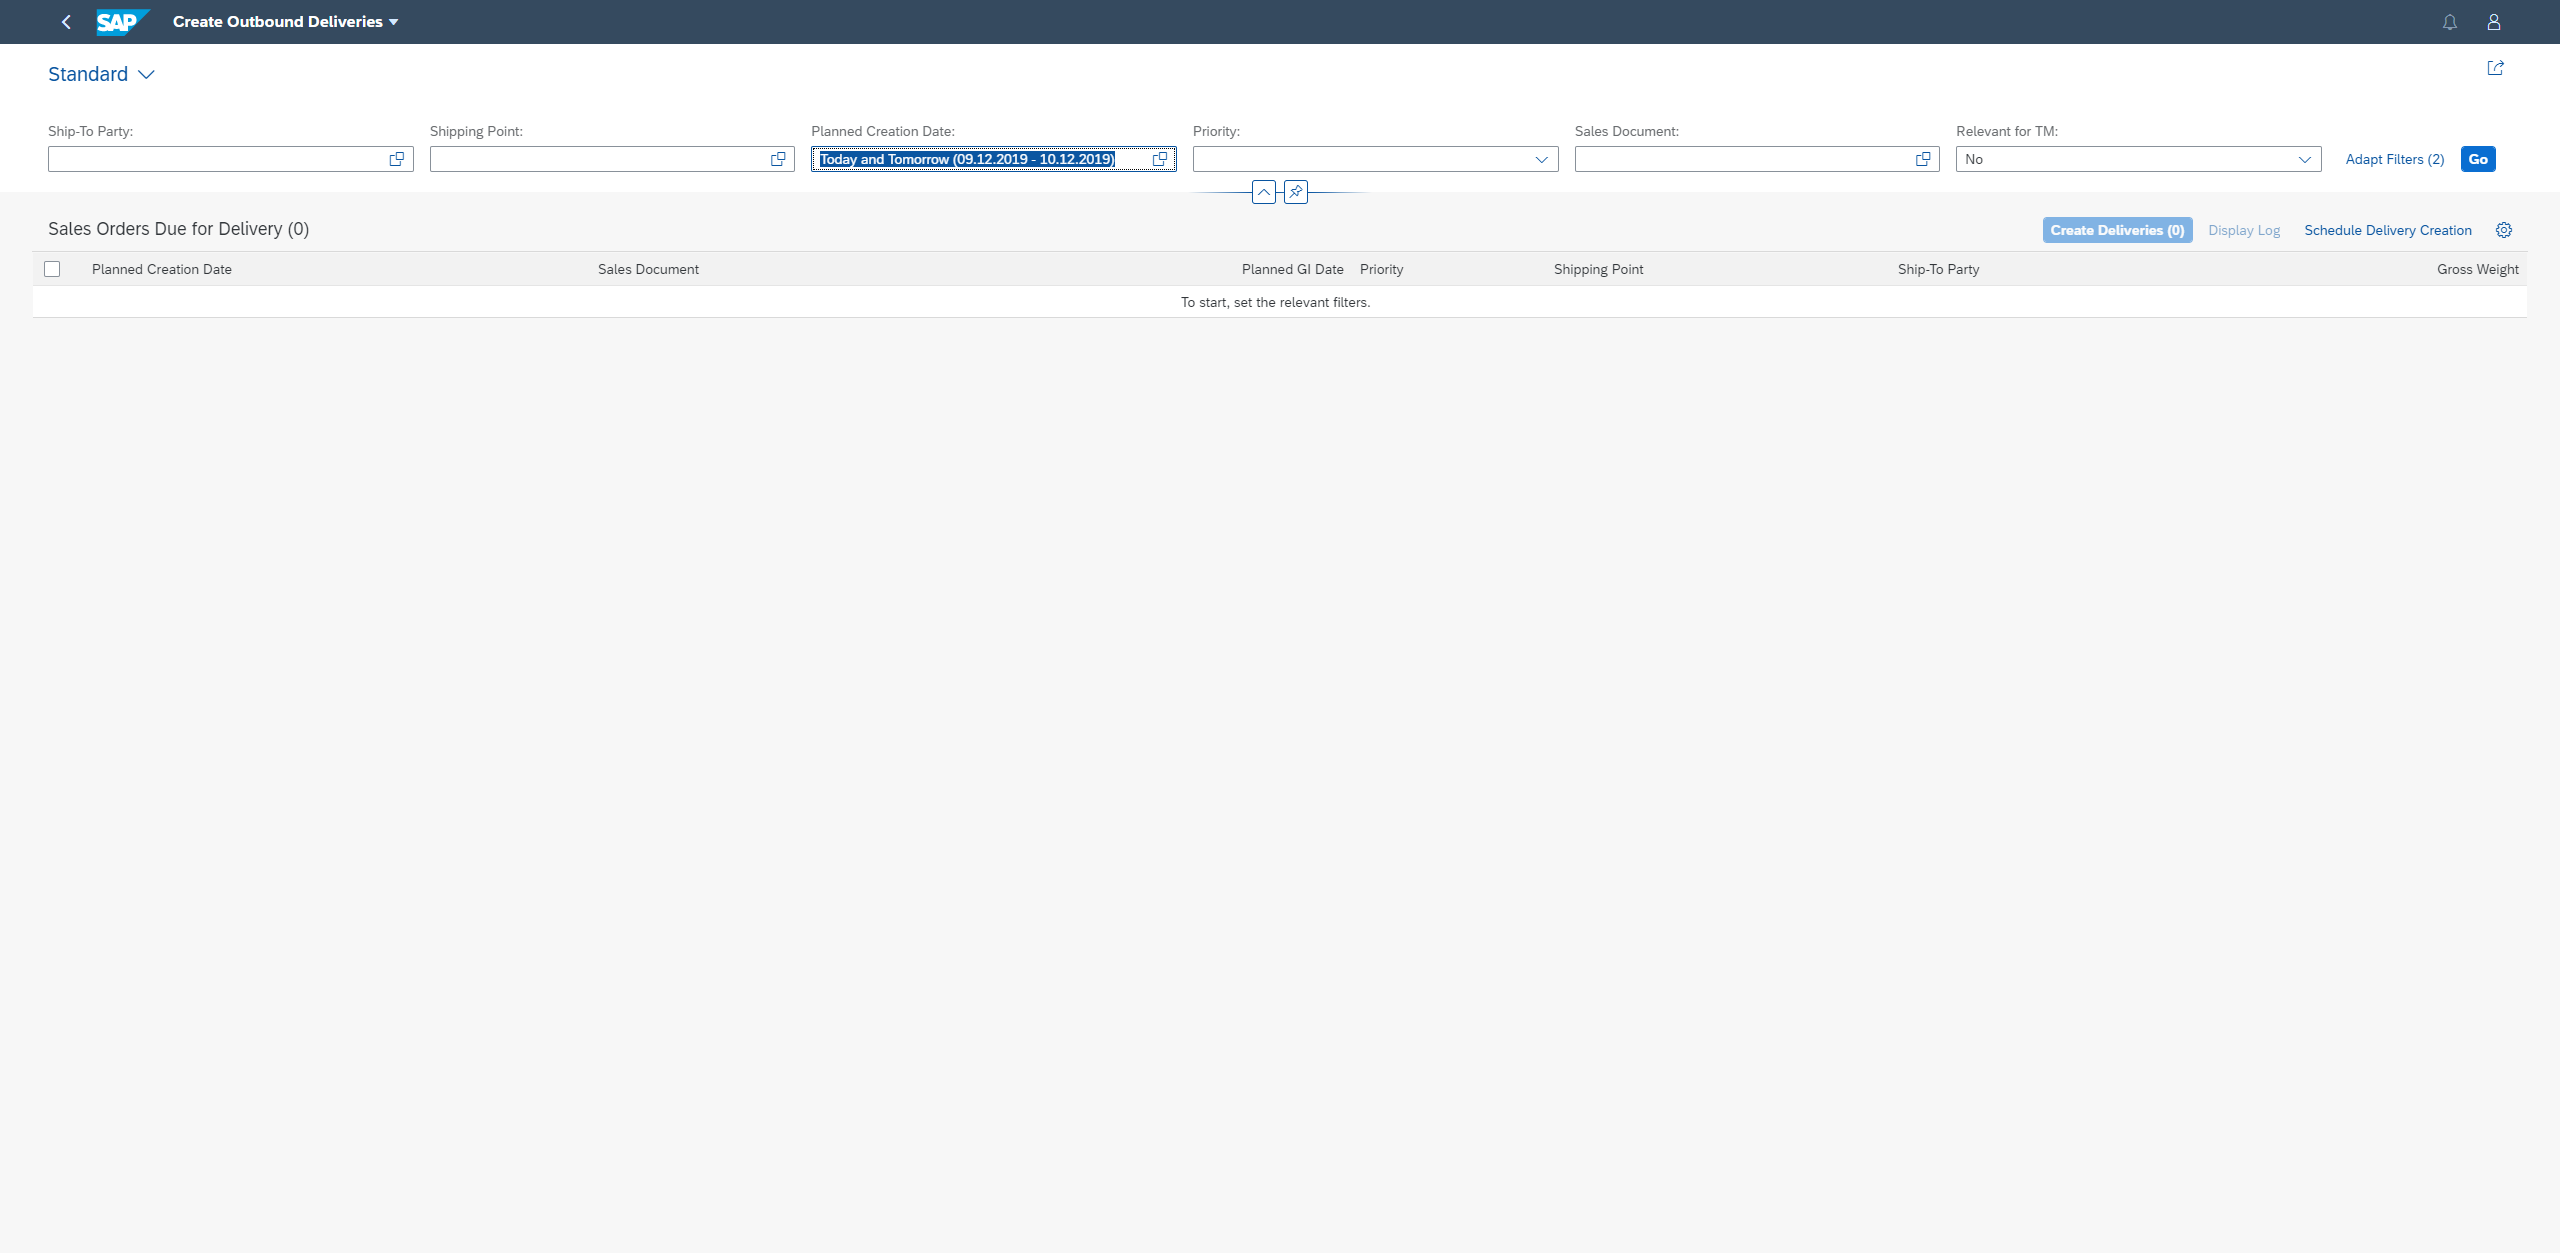 SAP Create Outbound Deliveries
Standard
Ship-To Party: Shipping Point: Planned Creation Date: Priority: Sales Document: Relevant for TM:
Today and Tomorrow (09.12.2019 - 10.12.2019) No Adapt Filters (2) Go
Sales Orders Due for Delivery (0) Create Deliveries (0) Display Log Schedule Delivery Creation
Planned Creation Date Sales Document Planned GI Date Priority Shipping Point Ship-To Party Gross Weight
To start, set the relevant filters.